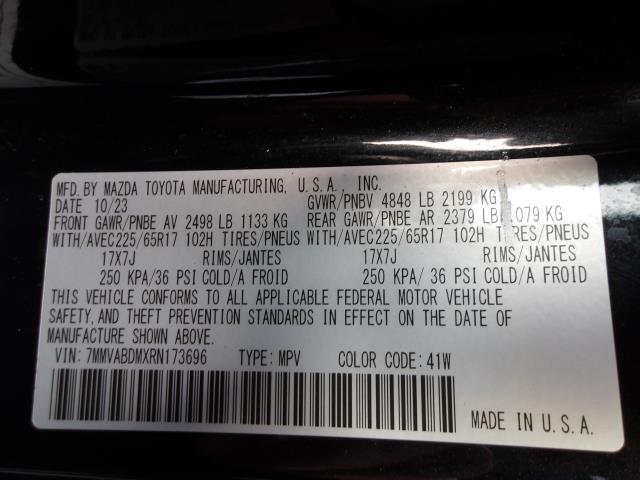 MFD. BY MAZDA TOYOTA MANUFACTURING, U.S.A., INC.
DATE 10/23 GVWR/PNBV 4848 LB 2199 KG
FRONT GAWR/PNBE AV 2498 LB 1133 KG REAR GAWR/PNBE AR 2379 LB 1079 KG
WITH/AVEC225/65R17 102H TIRES/PNEUS WITH/AVEC225/65R17 102H TIRES/PNEUS
17X7J RIMS/JANTES 17X7J RIMS/JANTES
250 KPA/36 PSI COLD/A FROID 250 KPA/ 36 PSI COLD/A FROID
THIS VEHICLE CONFORMS TO ALL APPLICABLE FEDERAL MOTOR VEHICLE
SAFETY, AND THEFT PREVENTION STANDARDS IN EFFECT ON THE DATE OF
MANUFACTURE SHOWN ABOVE.
VIN: 7MMVABDMXRN173696 TYPE: MPV COLOR CODE: 41W
MADE IN U.S.A.